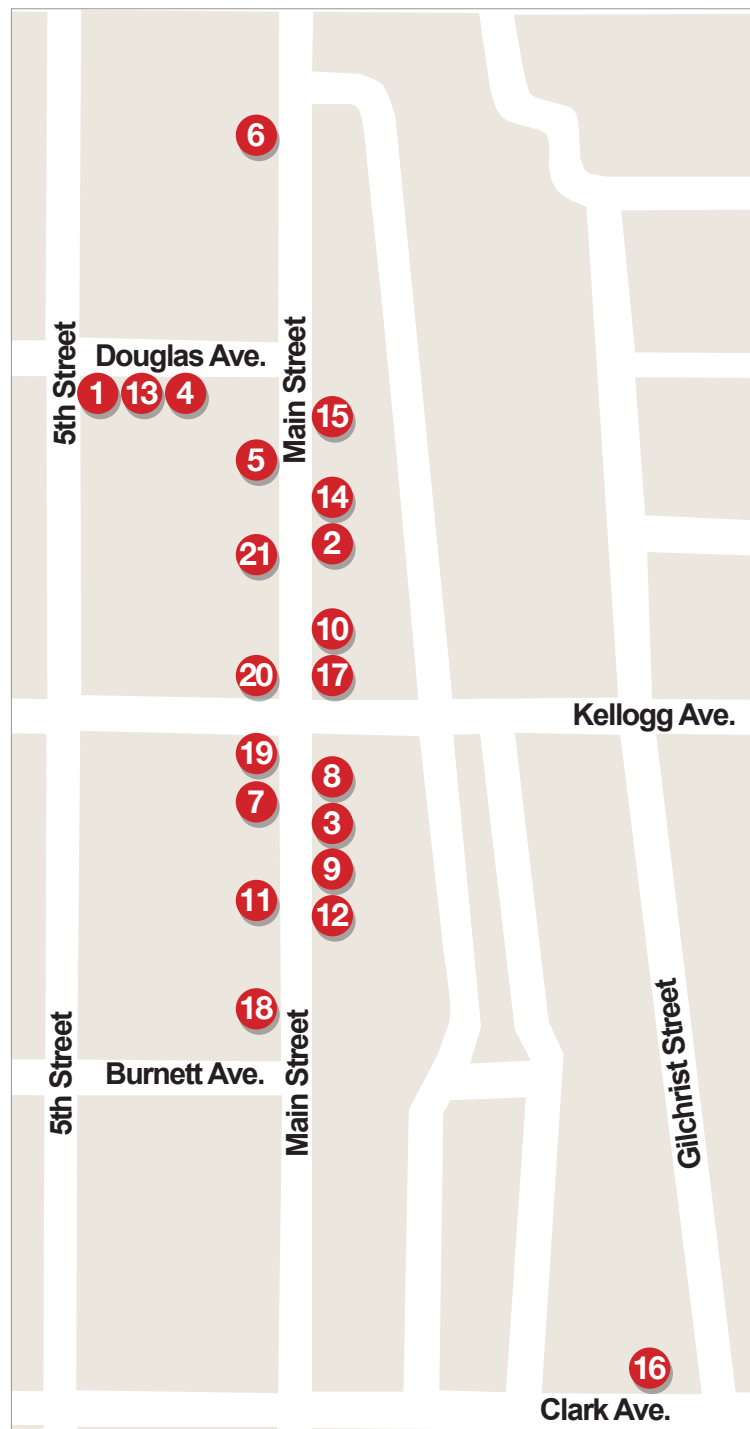 6
Douglas Ave.
5th Street
Main Street
1
13
4
15
5
14
2
21
10
20
17
Kellogg Ave.
19
8
7
3
9
11
12
18
5th Street
Burnett Ave.
Main Street
Gilchrist Street
16
Clark Ave.